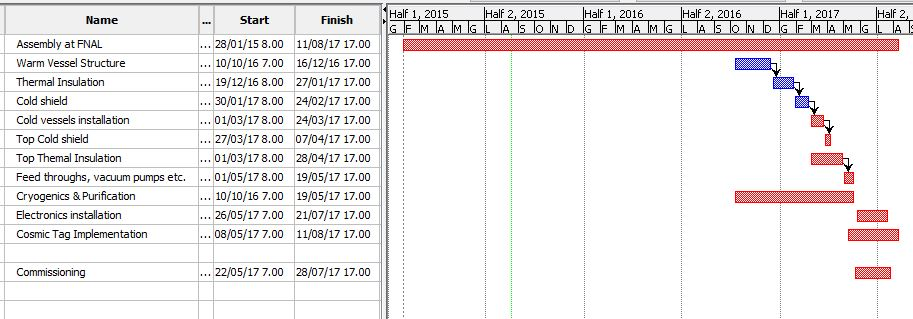 Name ... Start Finish Half 1, 2015 Half 2, 2015 Half 1, 2016 Half 2, 2016 Half 1, 2017 Half 2,
G F M A M G L A S O N D G F M A M G L A S O N D G F M A M G L A S
Assembly at FNAL ... 28/01/15 8.00 11/08/17 17.00
Warm Vessel Structure ... 10/10/16 7.00 16/12/16 17.00
Thermal Insulation ... 19/12/16 8.00 27/01/17 17.00
Cold shield ... 30/01/17 8.00 24/02/17 17.00
Cold vessels installation ... 01/03/17 8.00 24/03/17 17.00
Top Cold shield ... 27/03/17 8.00 07/04/17 17.00
Top Themal Insulation ... 01/03/17 8.00 28/04/17 17.00
Feed throughs, vacuum pumps etc. ... 01/05/17 8.00 19/05/17 17.00
Cryogenics & Purification ... 10/10/16 7.00 19/05/17 17.00
Electronics installation ... 26/05/17 7.00 21/07/17 17.00
Cosmic Tag Implementation ... 08/05/17 7.00 11/08/17 17.00
Commissioning ... 22/05/17 7.00 28/07/17 17.00